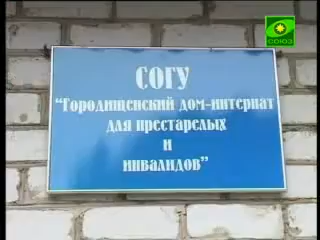 СОЮЗ
СОГУ
"Городищенский дом-интернат
для престарелых
и
инвалидов"